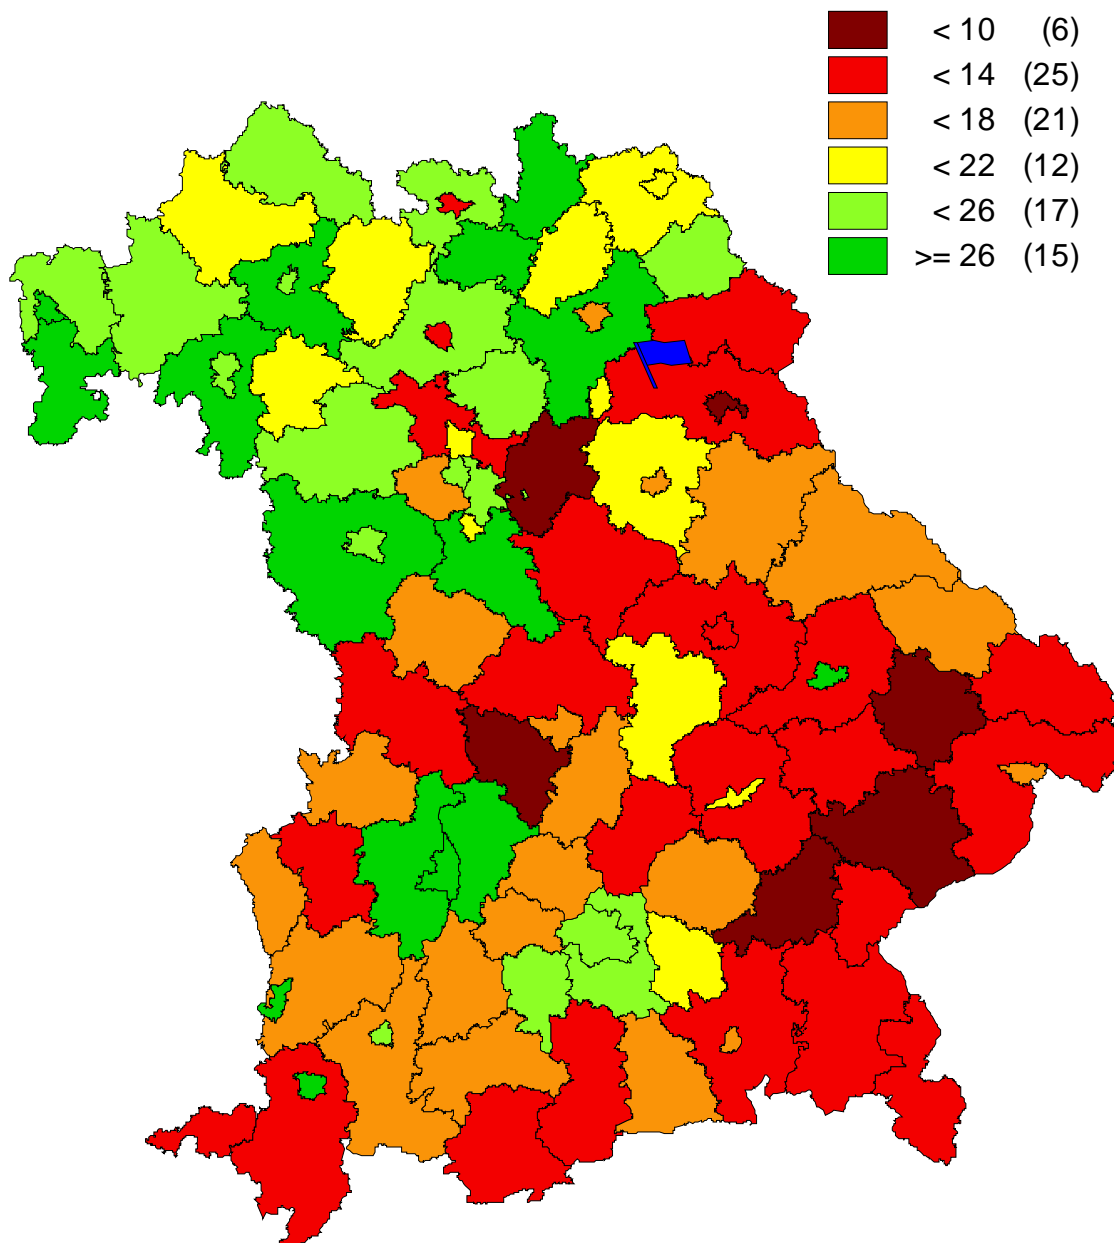 < 10 (6)
< 14 (25)
< 18 (21)
< 22 (12)
< 26 (17)
>= 26 (15)